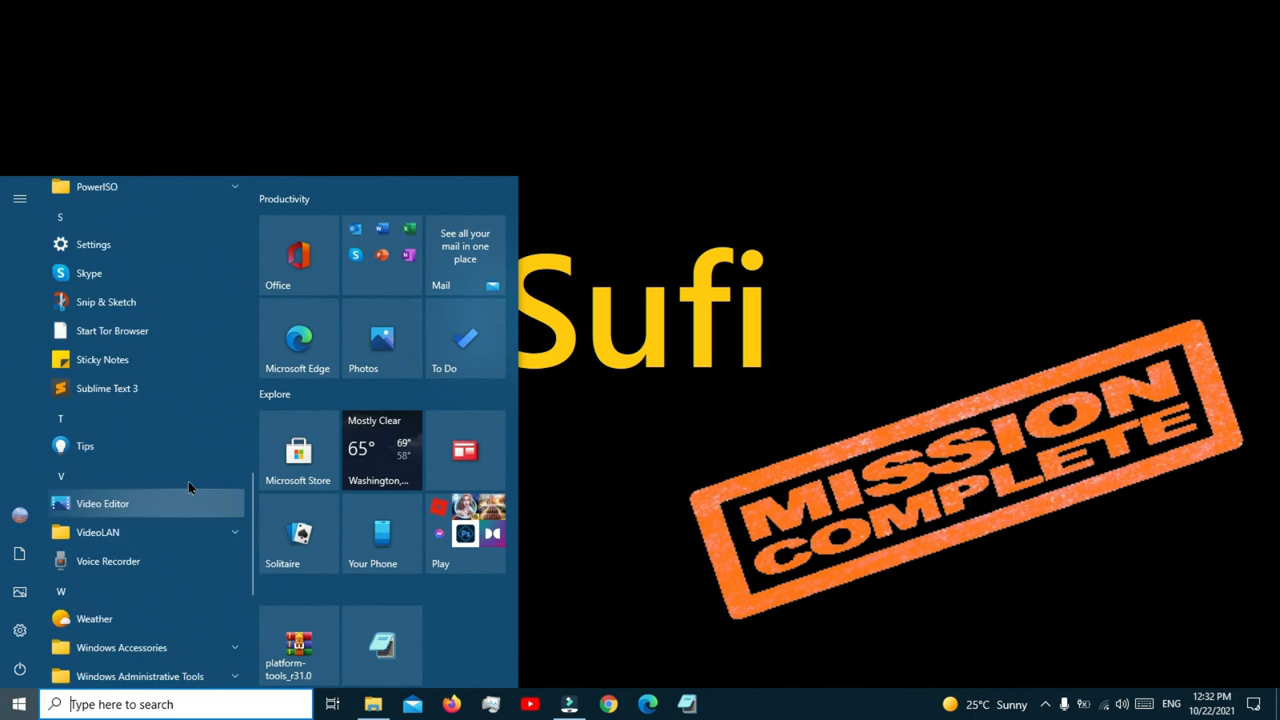 PowerISO
S
Settings
Skype
Snip & Sketch
Start Tor Browser
Sticky Notes
Sublime Text 3
T
Tips
V
Video Editor
VideoLAN
Voice Recorder
W
Weather
Windows Accessories
Windows Administrative Tools
Productivity
Office
See all your
mail in one
place
Mail
Microsoft Edge
Photos
To Do
Explore
Microsoft Store
Mostly Clear
65°
69°
58°
Washington,...
Solitaire
Your Phone
Play
platform-
tools_r31.0
Sufi
MISSION
COMPLETE
Type here to search
25°C Sunny
ENG
12:32 PM
10/22/2021